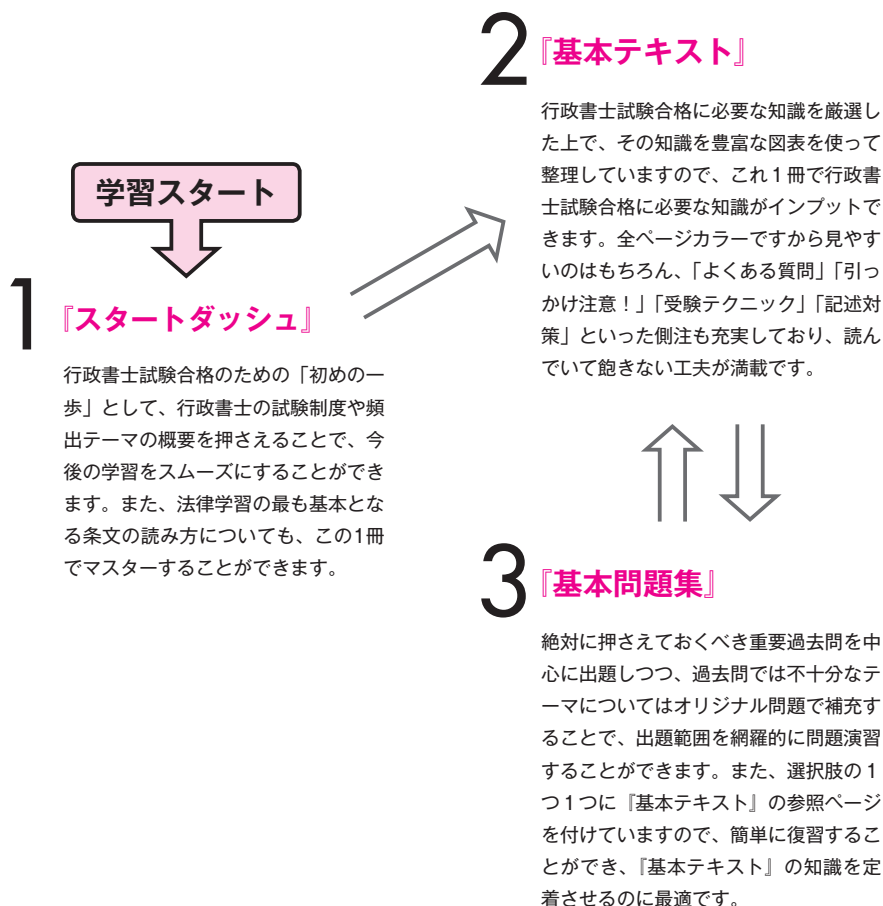 学習スタート
1
『スタートダッシュ』
行政書士試験合格のための「初めの一
歩」として、行政書士の試験制度や頻
出テーマの概要を押さえることで、今
後の学習をスムーズにすることができ
ます。また、法律学習の最も基本とな
る条文の読み方についても、この1冊
でマスターすることができます。
2
『基本テキスト』
行政書士試験合格に必要な知識を厳選し
た上で、その知識を豊富な図表を使って
整理していますので、これ１冊で行政書
士試験合格に必要な知識がインプットで
きます。全ページカラーですから見やす
いのはもちろん、「よくある質問」「引っ
かけ注意！」「受験テクニック」「記述対
策」といった側注も充実しており、読ん
でいて飽きない工夫が満載です。
3
『基本問題集』
絶対に押さえておくべき重要過去問を中
心に出題しつつ、過去問では不十分なテ
ーマについてはオリジナル問題で補充す
ることで、出題範囲を網羅的に問題演習
することができます。また、選択肢の１
つ１つに『基本テキスト』の参照ページ
を付けていますので、簡単に復習するこ
とができ、『基本テキスト』の知識を定
着させるのに最適です。